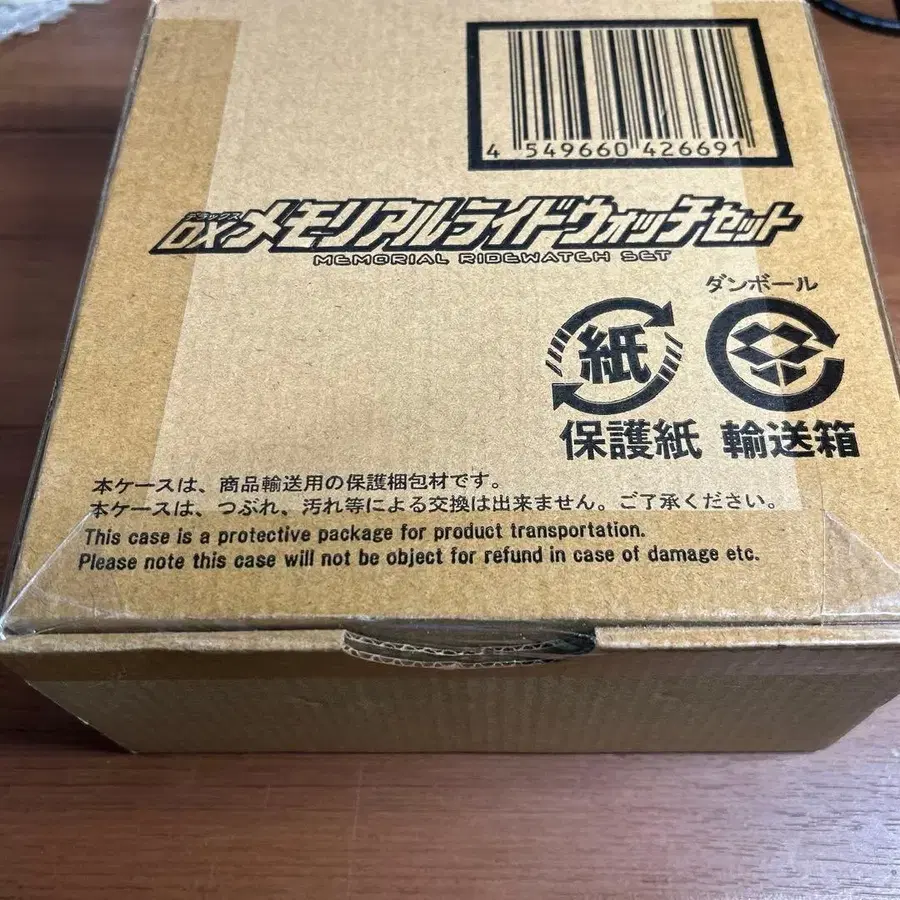 4 549660 426691
デラックス
DXメモリアルライドウォッチセット
MEMORIAL RIDEWATCH SET
ダンボール
紙
保護紙 輸送箱
本ケースは、商品輸送用の保護梱包材です。
本ケースは、つぶれ、汚れ等による交換は出来ません。ご了承ください。
This case is a protective package for product transportation.
Please note this case will not be object for refund in case of damage etc.